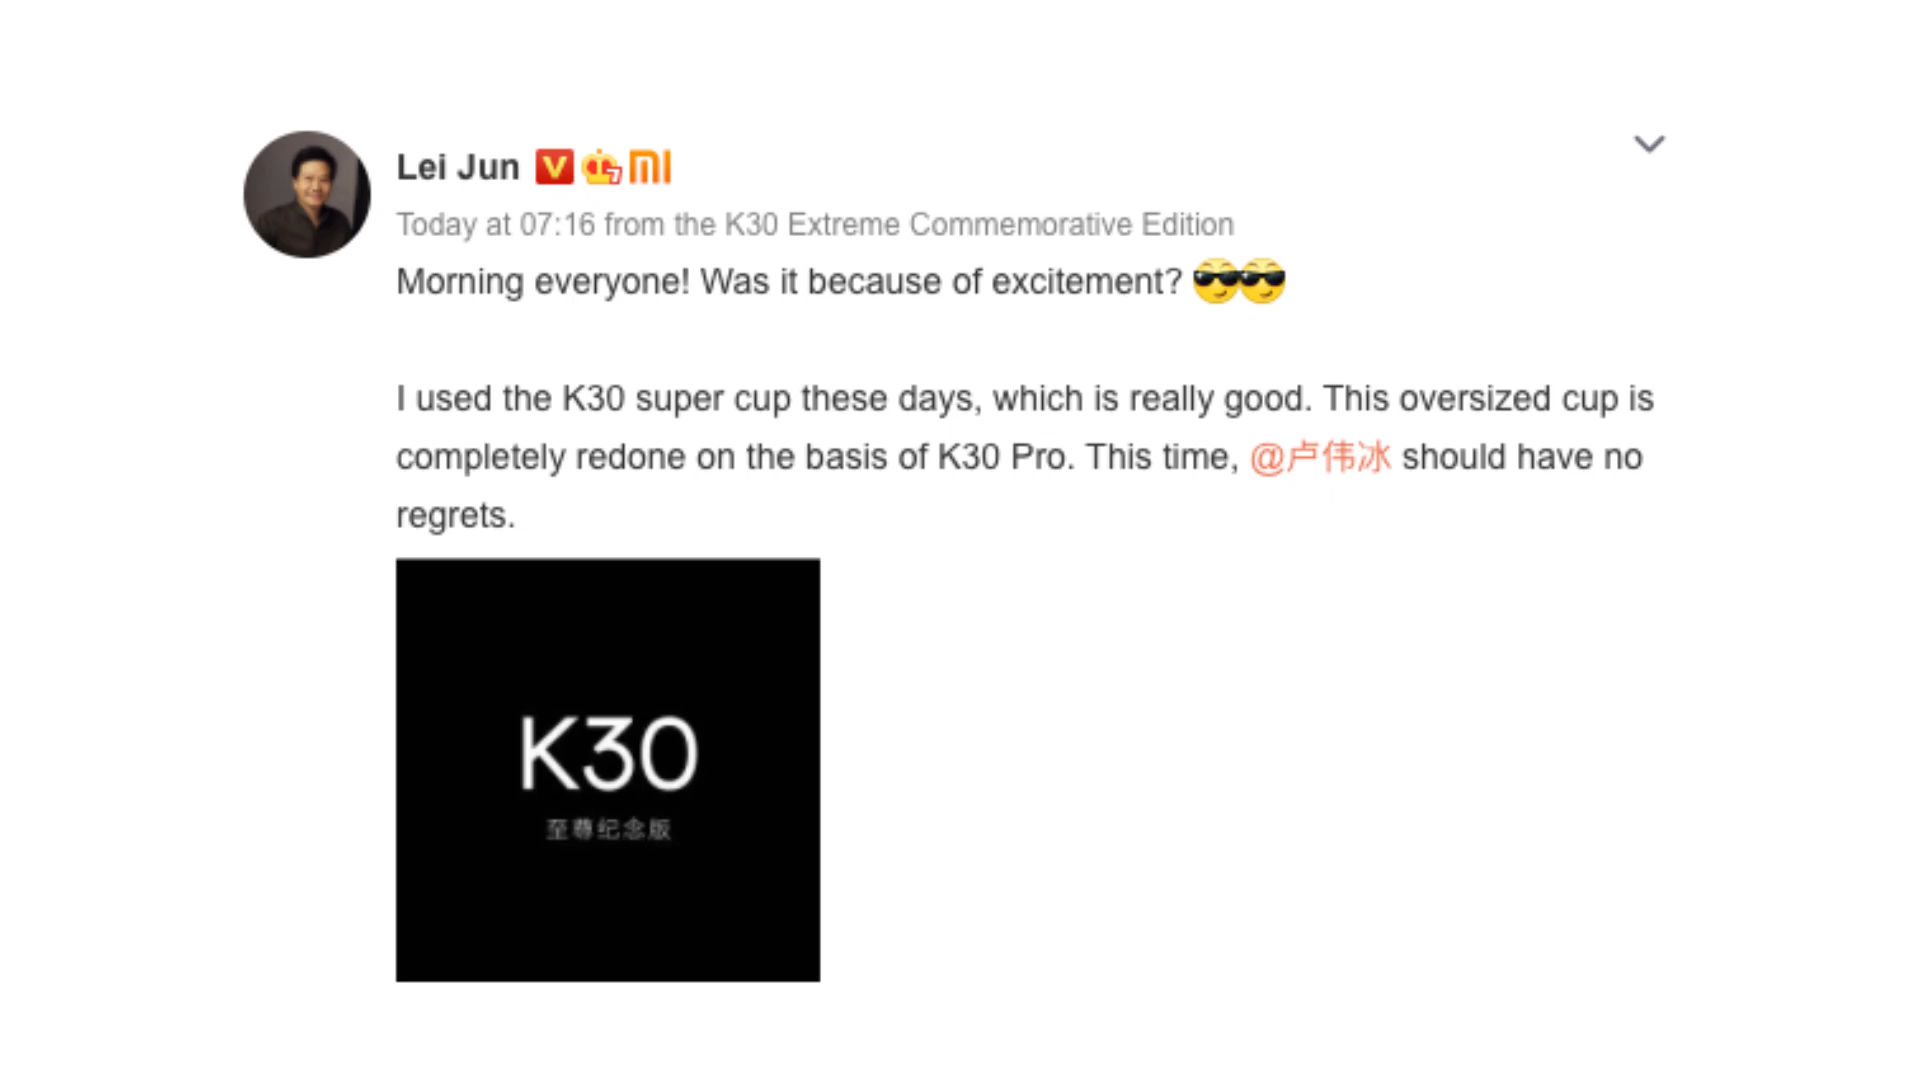 Lei Jun V 7 MI
Today at 07:16 from the K30 Extreme Commemorative Edition
Morning everyone! Was it because of excitement? 😎😎
I used the K30 super cup these days, which is really good. This oversized cup is
completely redone on the basis of K30 Pro. This time, @卢伟冰 should have no
regrets.
K30
至尊纪念版